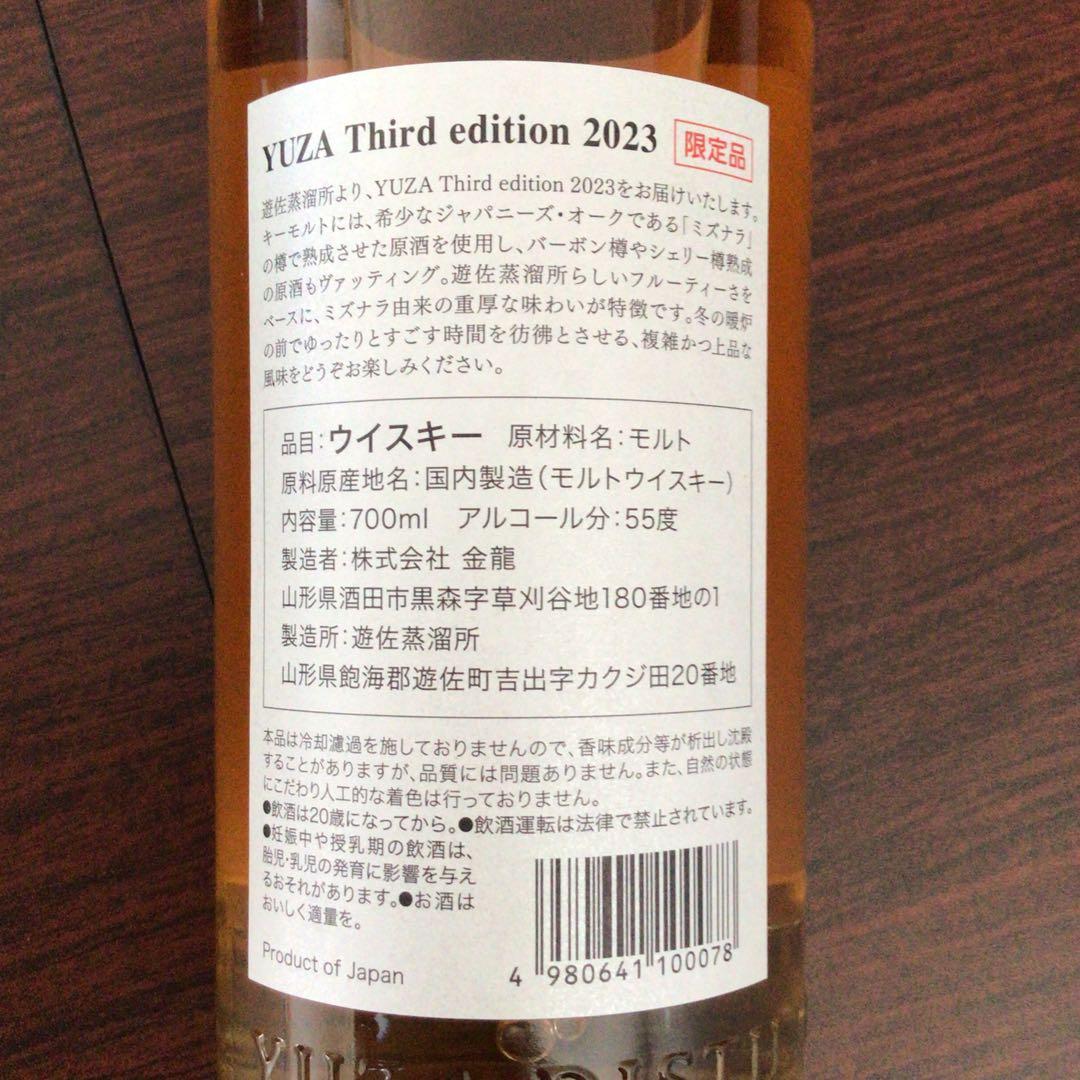 YUZA Third edition 2023 限定品
遊佐蒸溜所より、YUZA Third edition 2023をお届けいたします。
キーモルトには、希少なジャパニーズ・オークである「ミズナラ」
の樽で熟成させた原酒を使用し、バーボン樽やシェリー樽熟成
の原酒もヴァッティング。遊佐蒸溜所らしいフルーティーさを
ベースに、ミズナラ由来の重厚な味わいが特徴です。冬の暖炉
の前でゆったりとすごす時間を彷彿とさせる、複雑かつ上品な
風味をどうぞお楽しみください。
品目：ウイスキー 原材料名：モルト
原料原産地名：国内製造（モルトウイスキー）
内容量：700ml アルコール分：55度
製造者：株式会社 金龍
山形県酒田市黒森字草刈谷地180番地の1
製造所：遊佐蒸溜所
山形県飽海郡遊佐町吉出字カクジ田20番地
本品は冷却濾過を施しておりませんので、香味成分等が析出し沈殿
することがありますが、品質には問題ありません。また、自然の状態
にこだわり人工的な着色は行っておりません。
●飲酒は20歳になってから。●飲酒運転は法律で禁止されています。
●妊娠中や授乳期の飲酒は、
胎児・乳児の発育に影響を与え
るおそれがあります。●お酒は
おいしく適量を。
Product of Japan
4 980641 100078
YUZA DISTIL